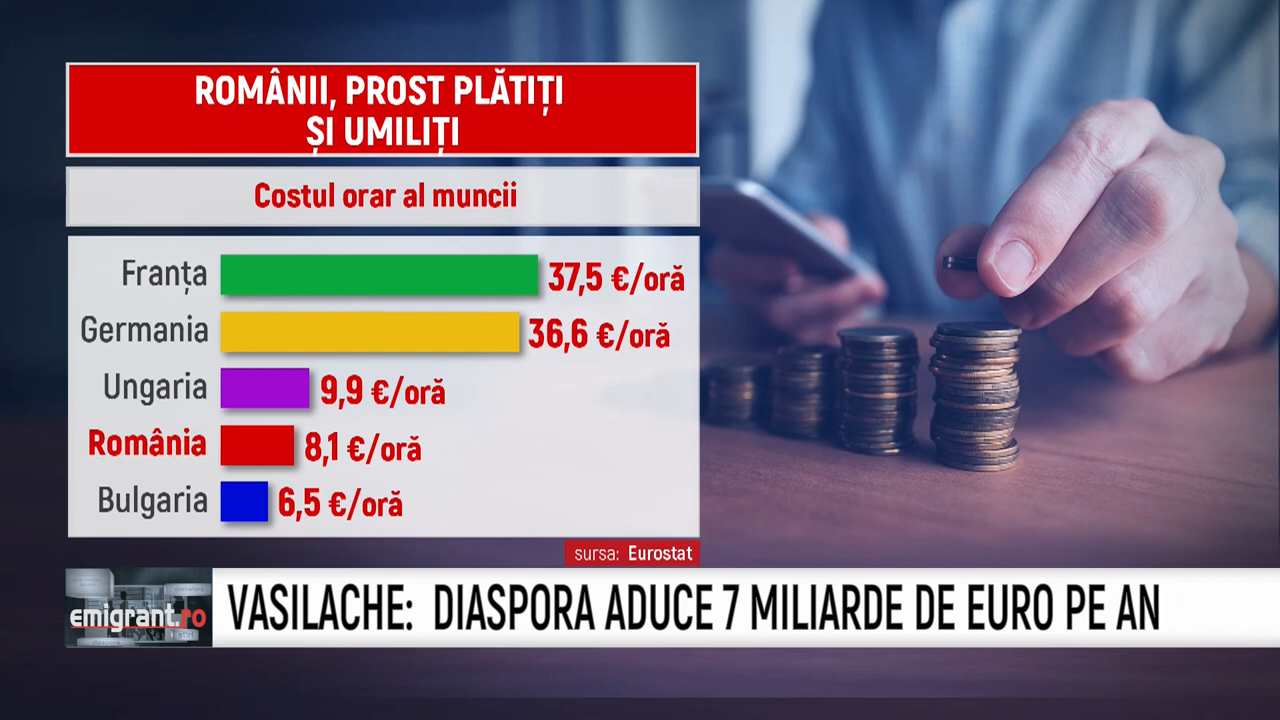 ROMÂNII, PROST PLĂTIȚI
ȘI UMILIȚI
Costul orar al muncii
Franța 37,5 €/oră
Germania 36,6 €/oră
Ungaria 9,9 €/oră
România 8,1 €/oră
Bulgaria 6,5 €/oră
sursa: Eurostat
emigrant.ro
VASILACHE: DIASPORA ADUCE 7 MILIARDE DE EURO PE AN